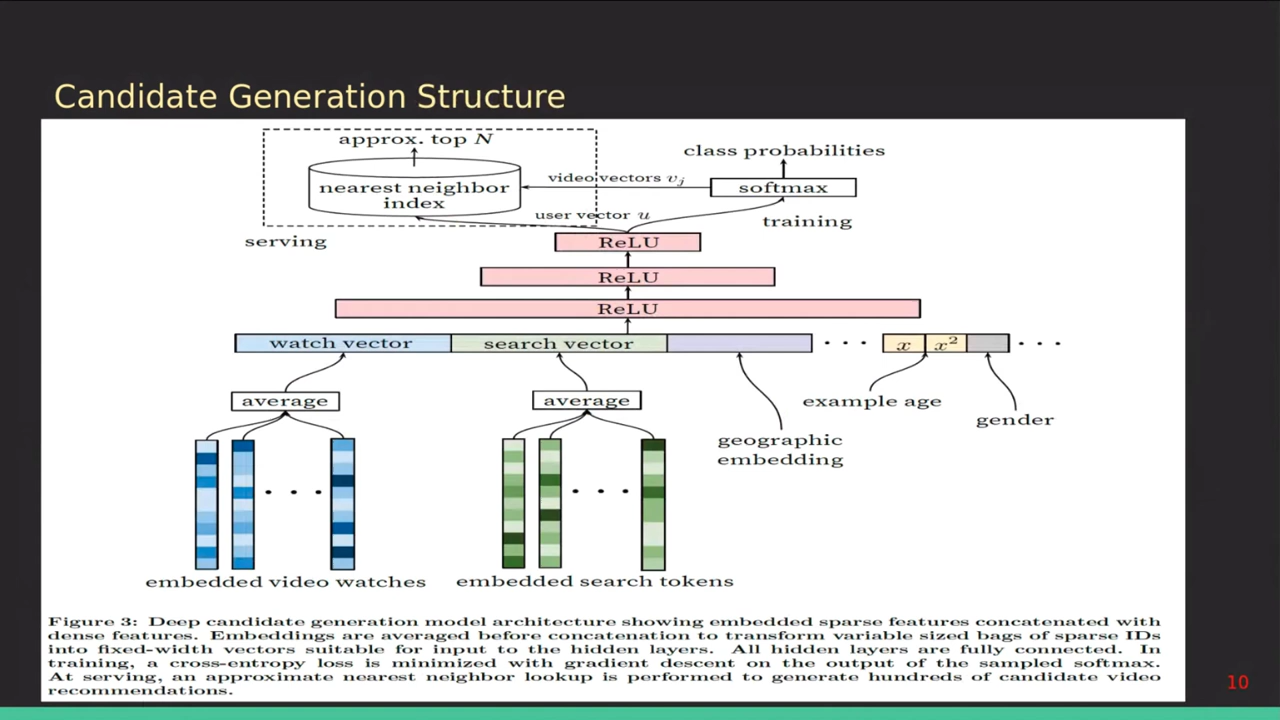 Candidate Generation Structure
approx. top N
class probabilities
nearest neighbor
index
video vectors vⱼ
softmax
user vector u
training
serving
ReLU
ReLU
ReLU
watch vector
search vector
x
x²
average
average
example age
gender
geographic
embedding
embedded video watches
embedded search tokens
Figure 3: Deep candidate generation model architecture showing embedded sparse features concatenated with
dense features. Embeddings are averaged before concatenation to transform variable sized bags of sparse IDs
into fixed-width vectors suitable for input to the hidden layers. All hidden layers are fully connected. In
training, a cross-entropy loss is minimized with gradient descent on the output of the sampled softmax.
At serving, an approximate nearest neighbor lookup is performed to generate hundreds of candidate video
recommendations.
10